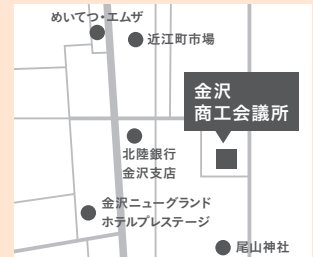 めいてつ・エムザ
近江町市場
金沢
商工会議所
北陸銀行
金沢支店
金沢ニューグランド
ホテルプレステージ
尾山神社